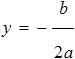 y = - b/2a